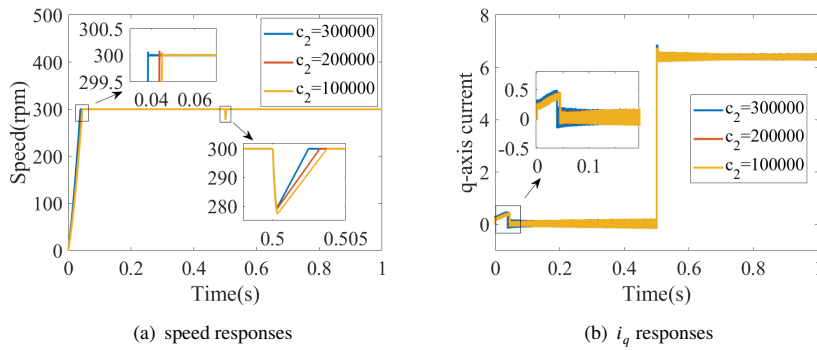 500
400
300
200
100
0
Speed(rpm)
300.5
300
299.5
0.04 0.06
c2=300000
c2=200000
c2=100000
300
290
280
0.5 0.505
0 0.2 0.4 0.6 0.8 1
Time(s)
(a) speed responses
8
6
4
2
0
q-axis current
0.5
0
-0.5
0 0.1
c2=300000
c2=200000
c2=100000
0 0.2 0.4 0.6 0.8 1
Time(s)
(b) iq responses